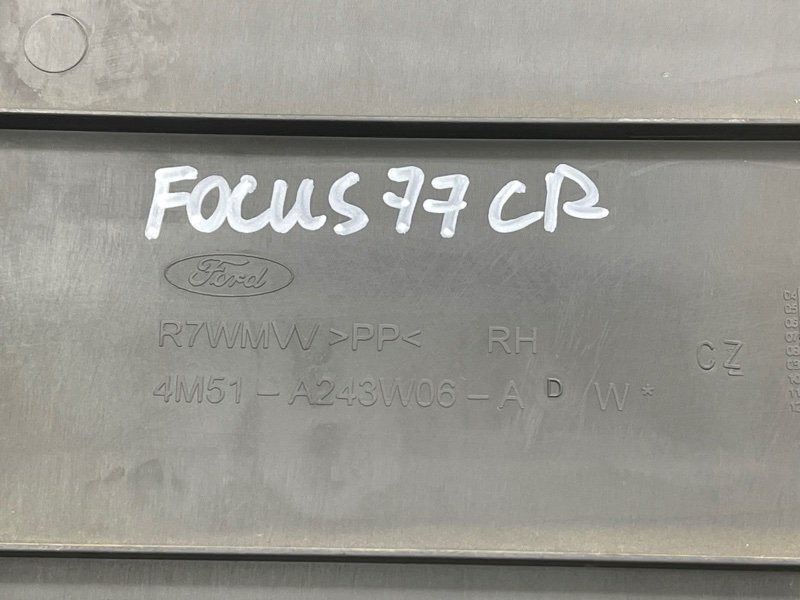 FOCUS 77 CR
Ford
R7WMW >PP< RH
CZ
4M51-A243W06-A D W*